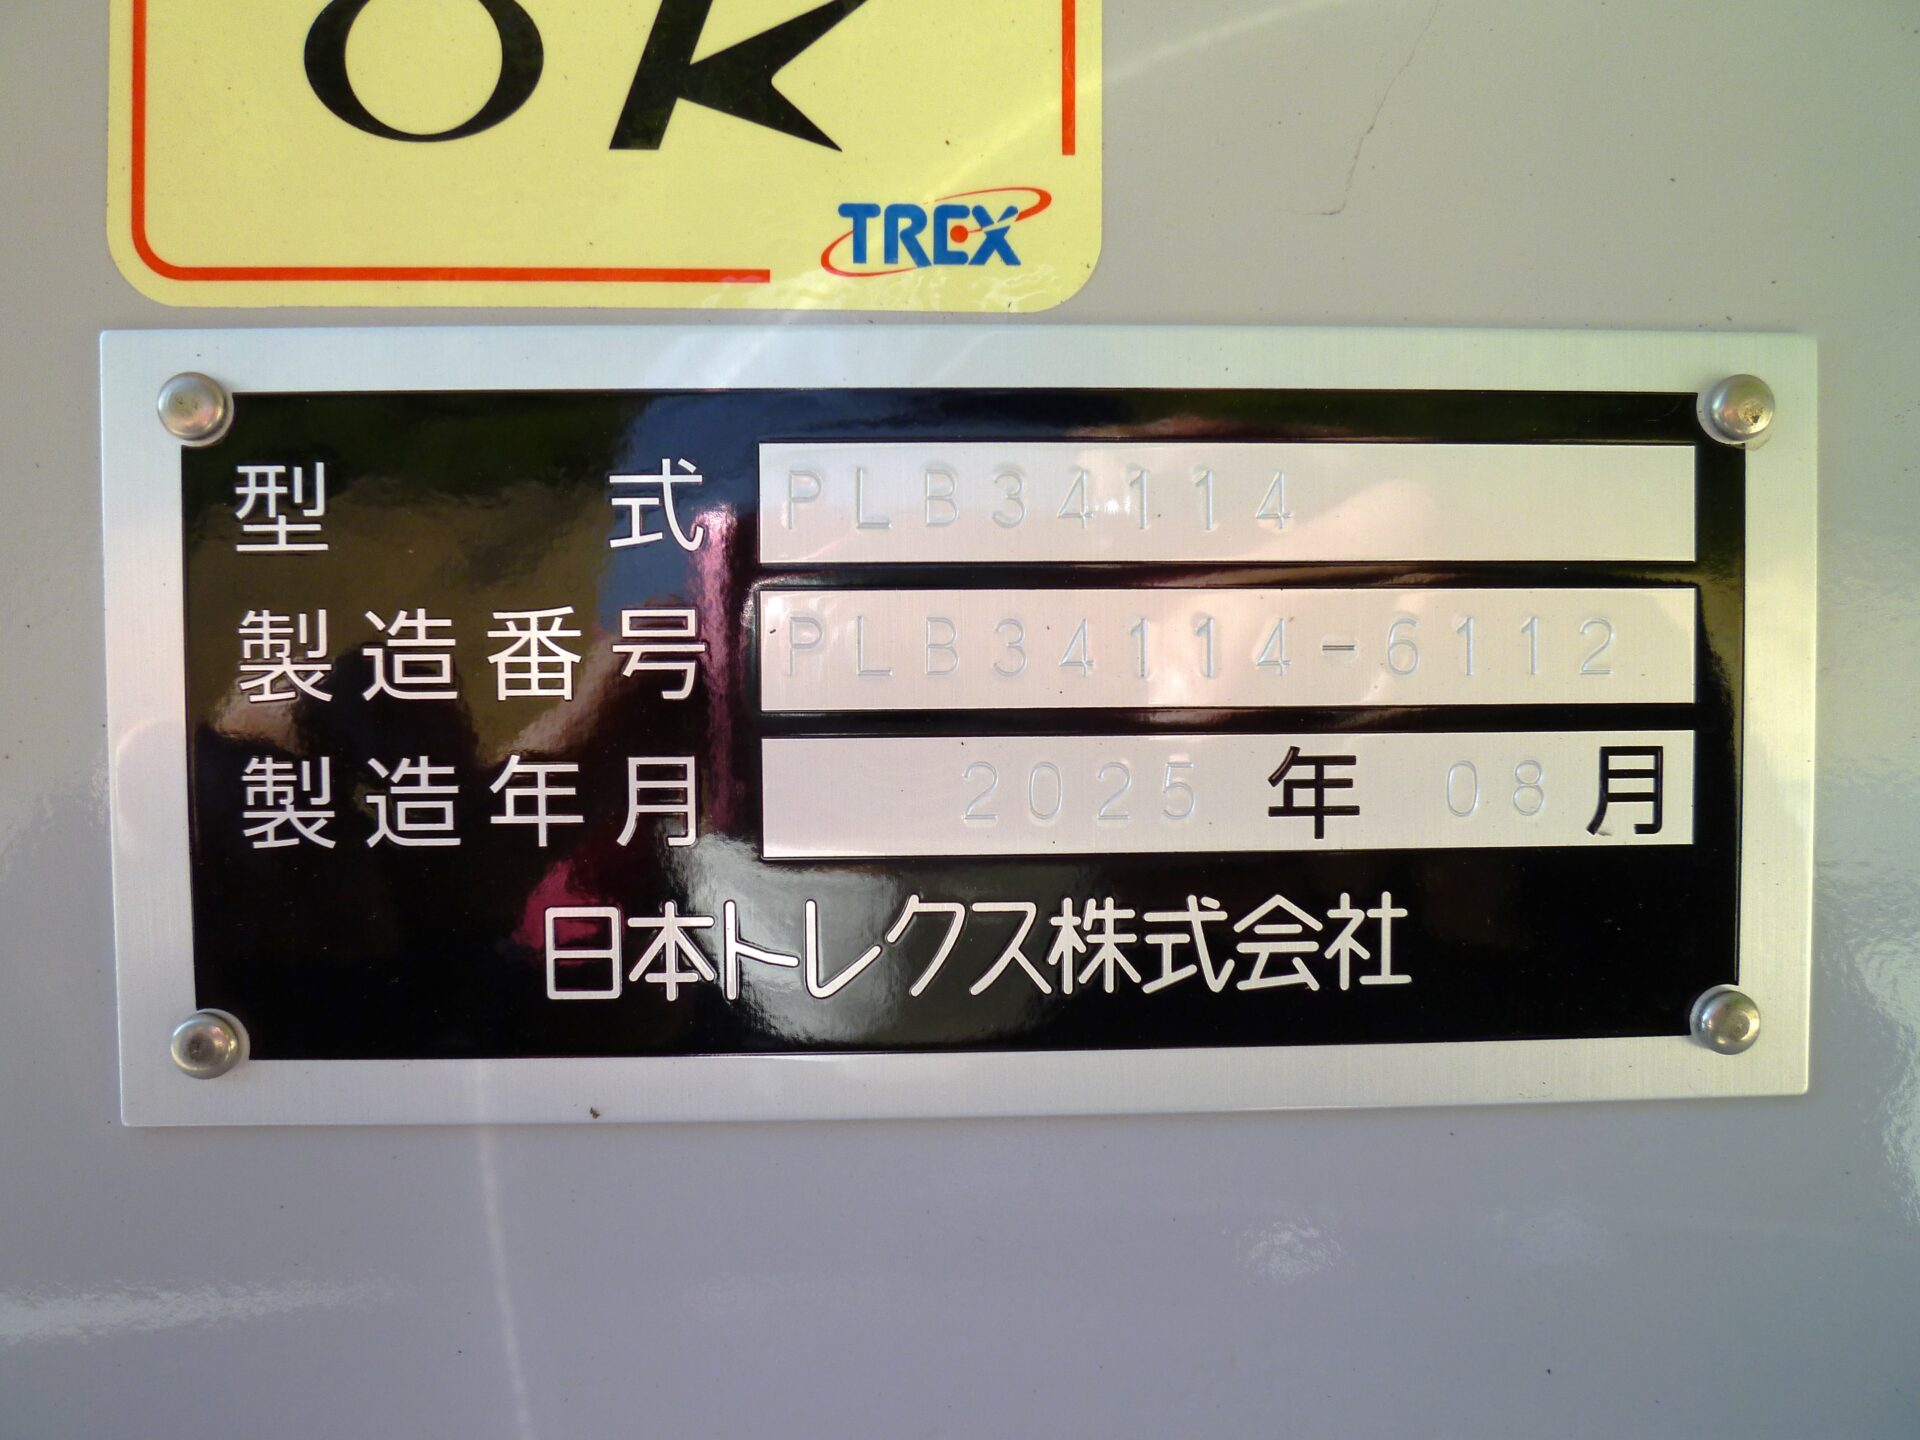 OK
TREX
型式 PLB34114
製造番号 PLB34114-6112
製造年月 2025年08月
日本トレクス株式会社